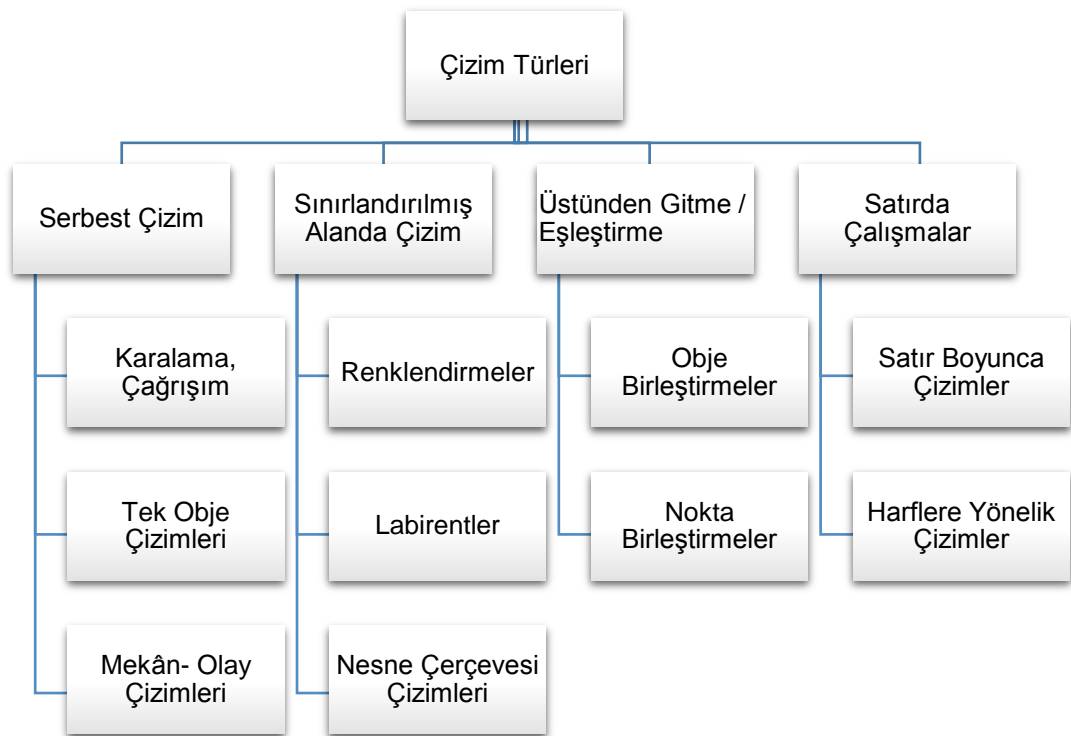 Çizim Türleri
Serbest Çizim
Sınırlandırılmış
Alanda Çizim
Üstünden Gitme /
Eşleştirme
Satırda
Çalışmalar
Karalama,
Çağrışım
Renklendirmeler
Obje
Birleştirmeler
Satır Boyunca
Çizimler
Tek Obje
Çizimleri
Labirentler
Nokta
Birleştirmeler
Harflere Yönelik
Çizimler
Mekân- Olay
Çizimleri
Nesne Çerçevesi
Çizimleri